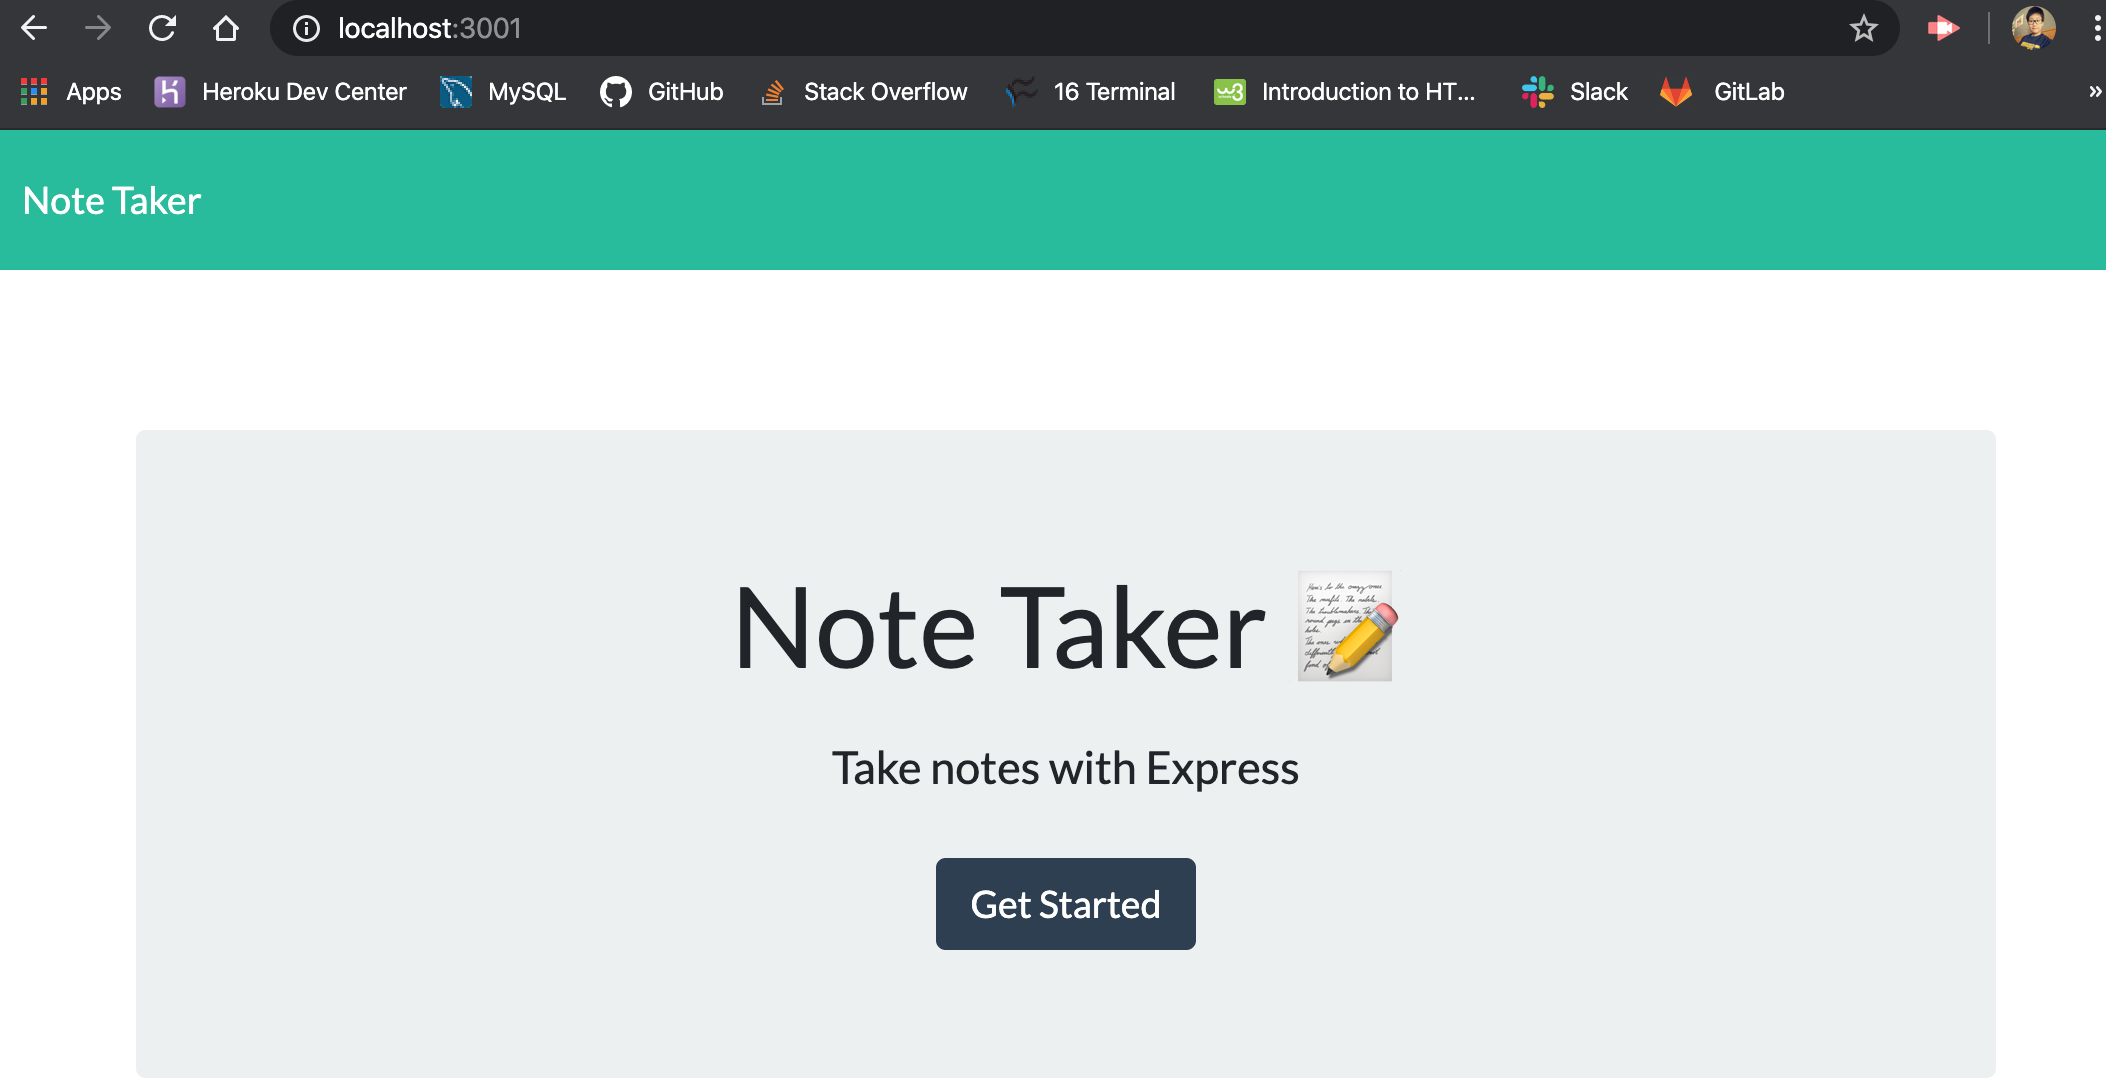 localhost:3001
Apps Heroku Dev Center MySQL GitHub Stack Overflow 16 Terminal w3 Introduction to HT... Slack GitLab »
Note Taker
Note Taker
Take notes with Express
Get Started